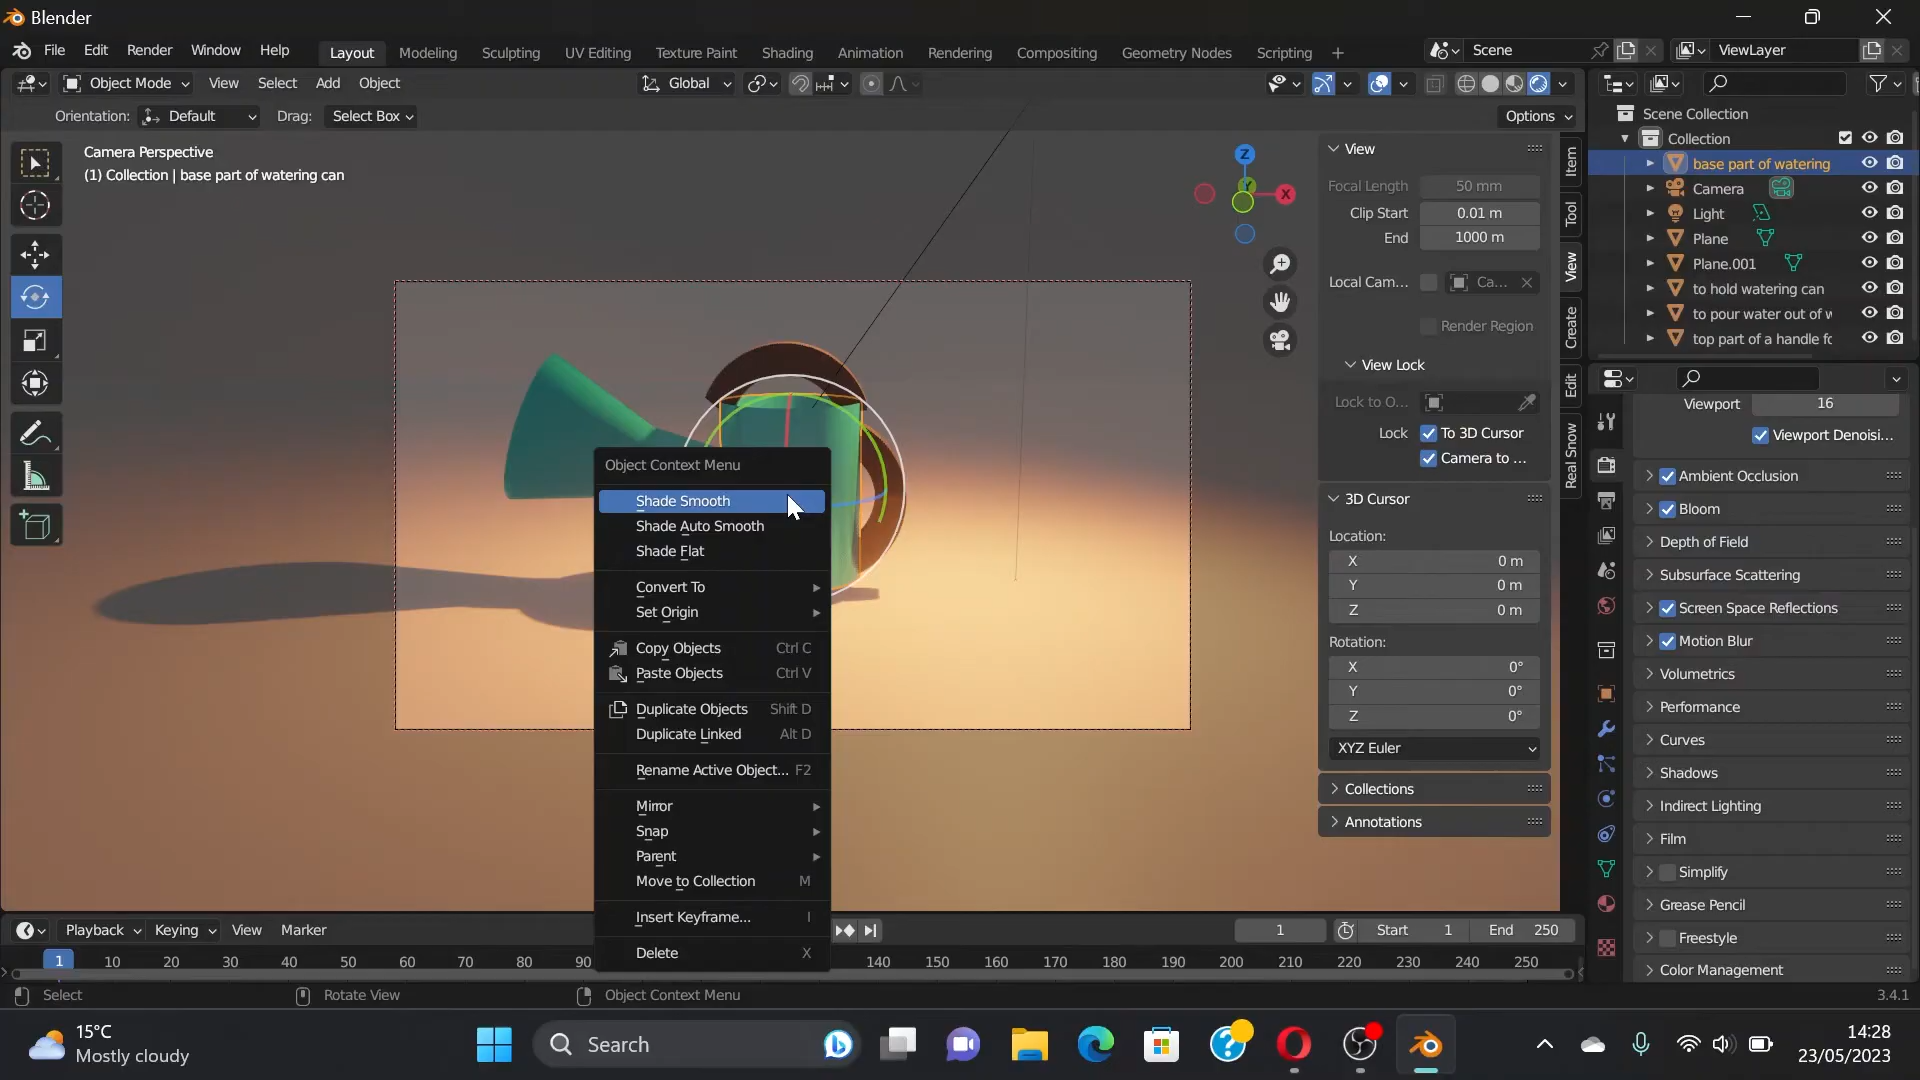 Blender
File Edit Render Window Help
Layout Modeling Sculpting UV Editing Texture Paint Shading Animation Rendering Compositing Geometry Nodes Scripting +
Scene
ViewLayer
Object Mode View Select Add Object
Global
Orientation: Default Drag: Select Box
Options
Camera Perspective
(1) Collection | base part of watering can
Z
Y
X
View
Focal Length 50 mm
Clip Start 0.01 m
End 1000 m
Local Cam... Ca...
Render Region
View Lock
Lock to O...
Lock To 3D Cursor
Camera to ...
3D Cursor
Location:
X 0 m
Y 0 m
Z 0 m
Rotation:
X 0°
Y 0°
Z 0°
XYZ Euler
Collections
Annotations
Item
Tool
View
Create
Edit
Real Snow
Object Context Menu
Shade Smooth
Shade Auto Smooth
Shade Flat
Convert To
Set Origin
Copy Objects Ctrl C
Paste Objects Ctrl V
Duplicate Objects Shift D
Duplicate Linked Alt D
Rename Active Object... F2
Mirror
Snap
Parent
Move to Collection M
Insert Keyframe... I
Delete X
Scene Collection
Collection
base part of watering
Camera
Light
Plane
Plane.001
to hold watering can
to pour water out of w
top part of a handle fo
Viewport 16
Viewport Denoisi...
Ambient Occlusion
Bloom
Depth of Field
Subsurface Scattering
Screen Space Reflections
Motion Blur
Volumetrics
Performance
Curves
Shadows
Indirect Lighting
Film
Simplify
Grease Pencil
Freestyle
Color Management
Playback Keying View Marker
1 Start 1 End 250
1 10 20 30 40 50 60 70 80 90 140 150 160 170 180 190 200 210 220 230 240 250
Select Rotate View Object Context Menu
3.4.1
15°C
Mostly cloudy
Search
14:28
23/05/2023